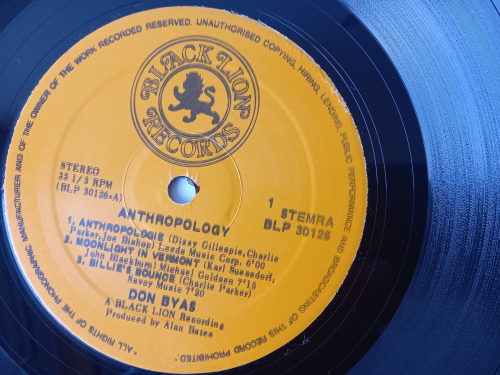 "ALL RIGHTS OF THE PHONOGRAPHIC MANUFACTURER AND OF THE OWNER OF THE WORK RECORDED RESERVED. UNAUTHORISED COPYING, HIRING, LENDING, PUBLIC PERFORMANCE AND BROADCASTING OF THIS RECORD PROHIBITED."
BLACK LION
RECORDS
STEREO
33 1/3 RPM
(BLP 30126-A)
1 STEMRA
BLP 30126
ANTHROPOLOGY
1. ANTHROPOLOGIE (Dizzy Gillespie, Charlie
Parker, Joe Bishop) Leeds Music Corp. 6'00
2. MOONLIGHT IN VERMONT (Karl Suessdorf,
John Blackburn) Michael Goldsen 7'15
3. BILLIE'S BOUNCE (Charlie Parker)
Savoy Music 7'20
DON BYAS
A BLACK LION Recording
Produced by Alan Bates